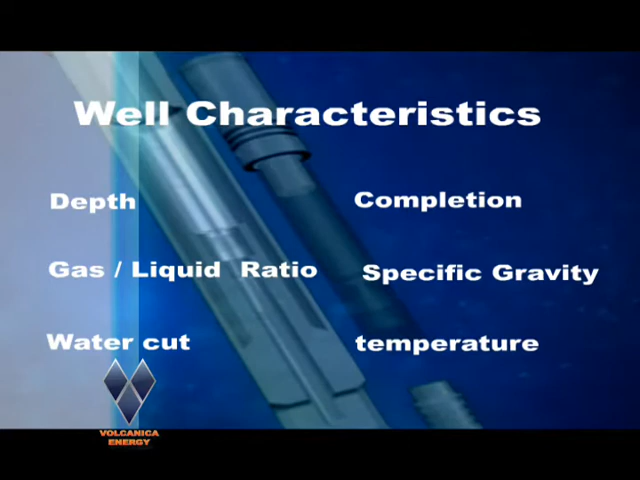 Well Characteristics
Depth
Completion
Gas / Liquid Ratio
Specific Gravity
Water cut
temperature
VOLCANICA
ENERGY